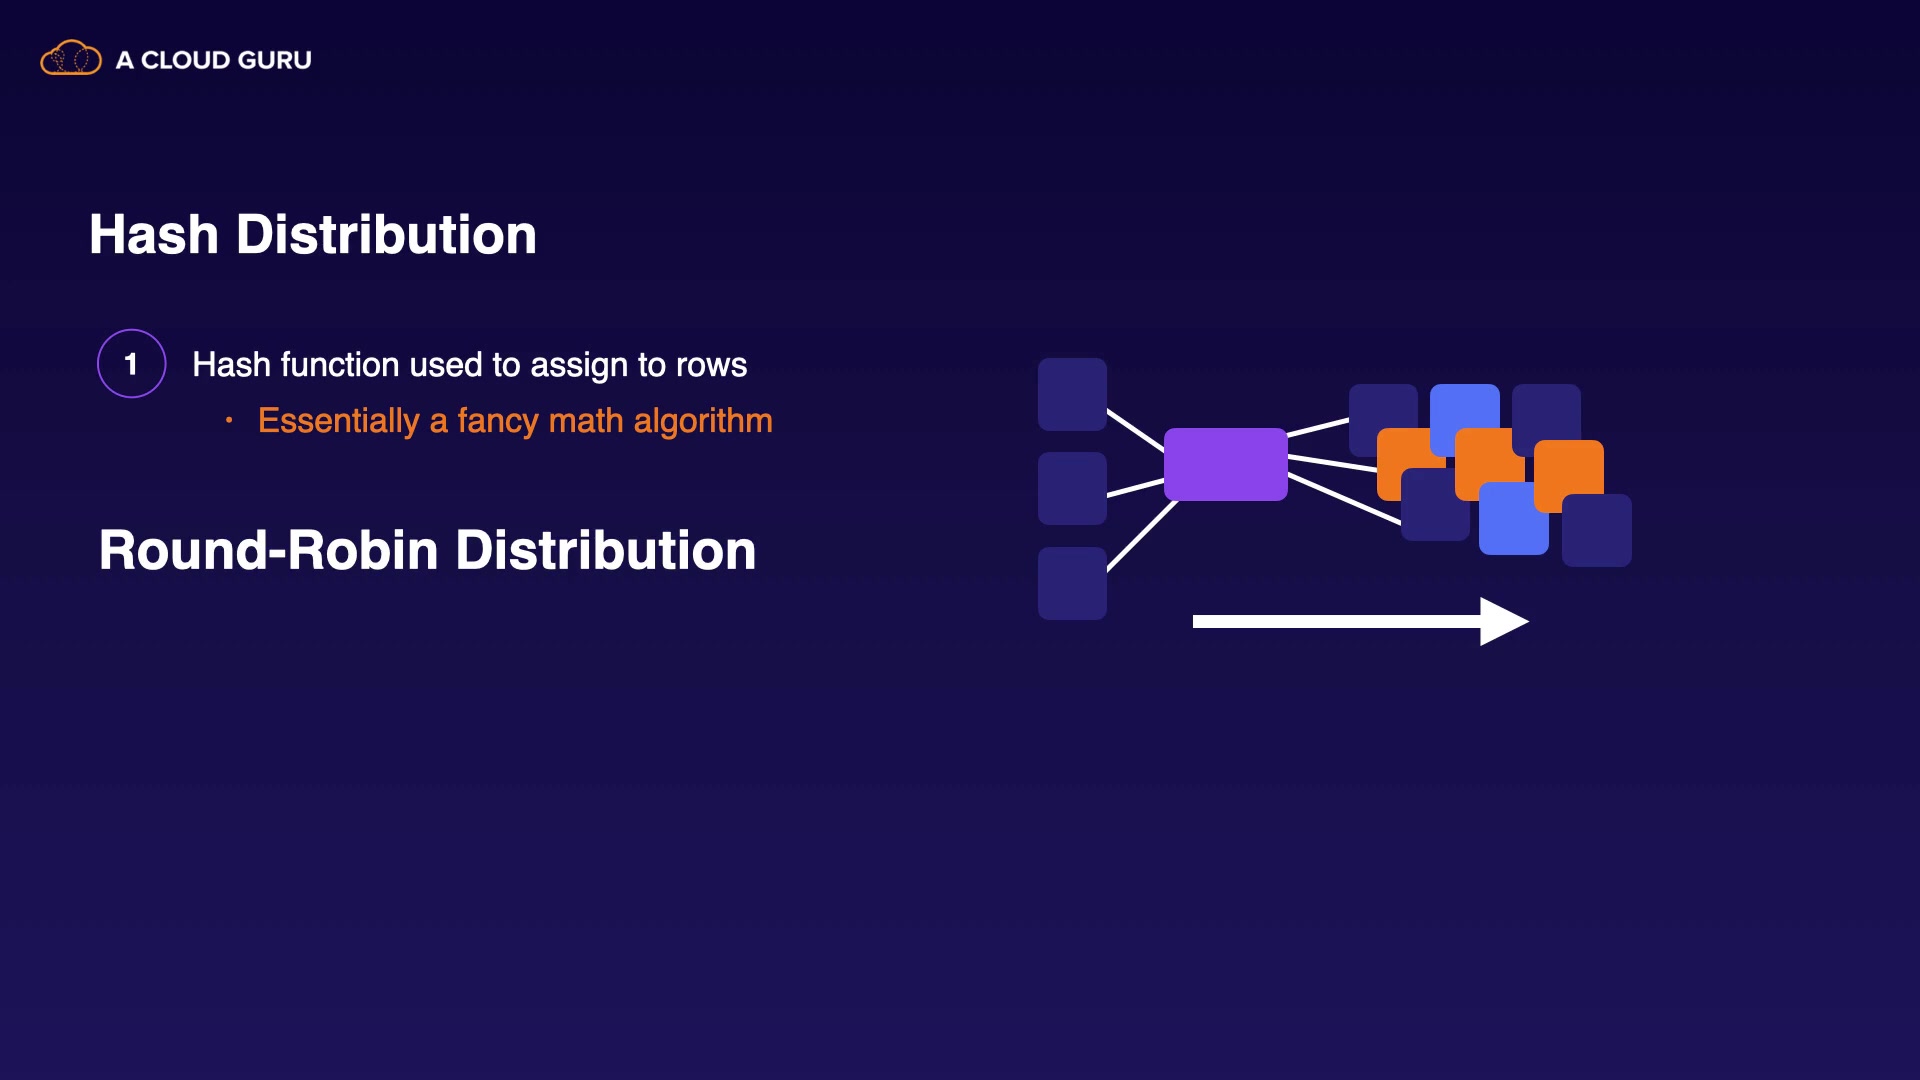 A CLOUD GURU
Hash Distribution
1 Hash function used to assign to rows
• Essentially a fancy math algorithm
Round-Robin Distribution